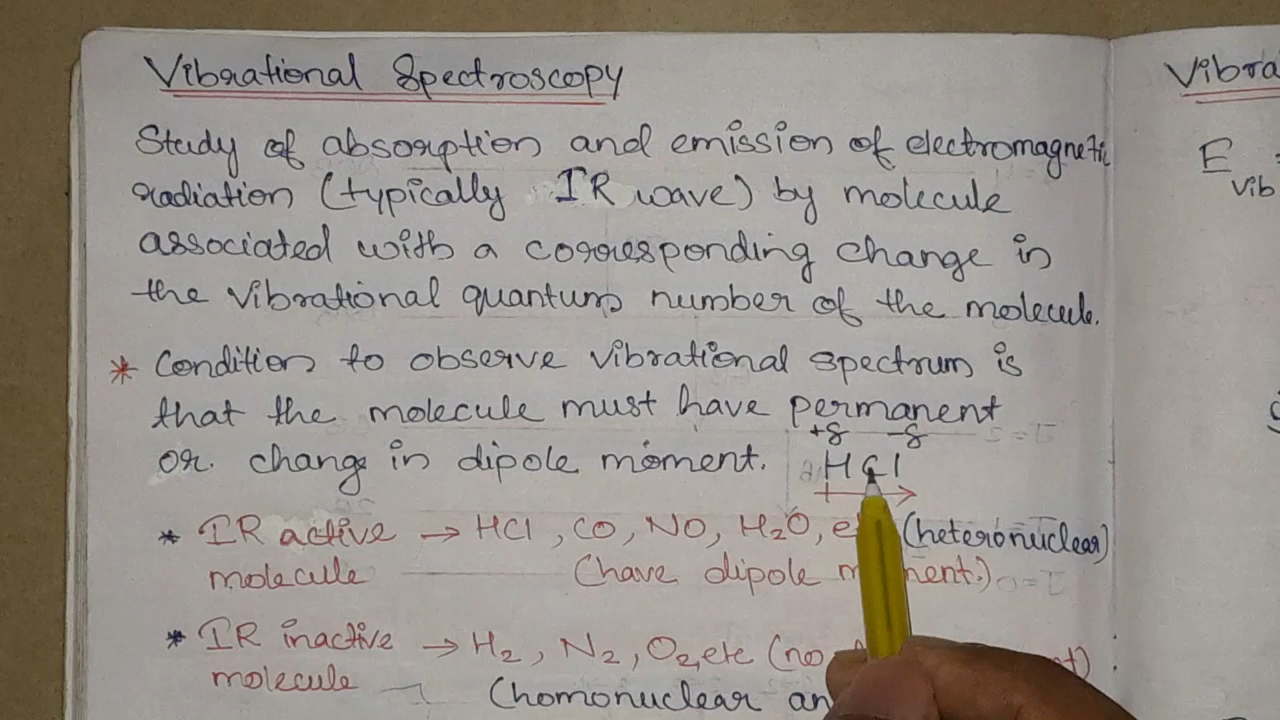 Vibrational Spectroscopy
Study of absorption and emission of electromagnetic
radiation (typically IR wave) by molecule
associated with a corresponding change in
the vibrational quantum number of the molecule.
* Condition to observe vibrational spectrum is
that the molecule must have permanent
or change in dipole moment.
+δ -δ
HCl
* IR active → HCl, CO, NO, H₂O, (heteronuclear)
molecule (have dipole
* IR inactive → H₂, N₂, O₂, etc (no
molecule (homonuclear
Vibra
E
vib